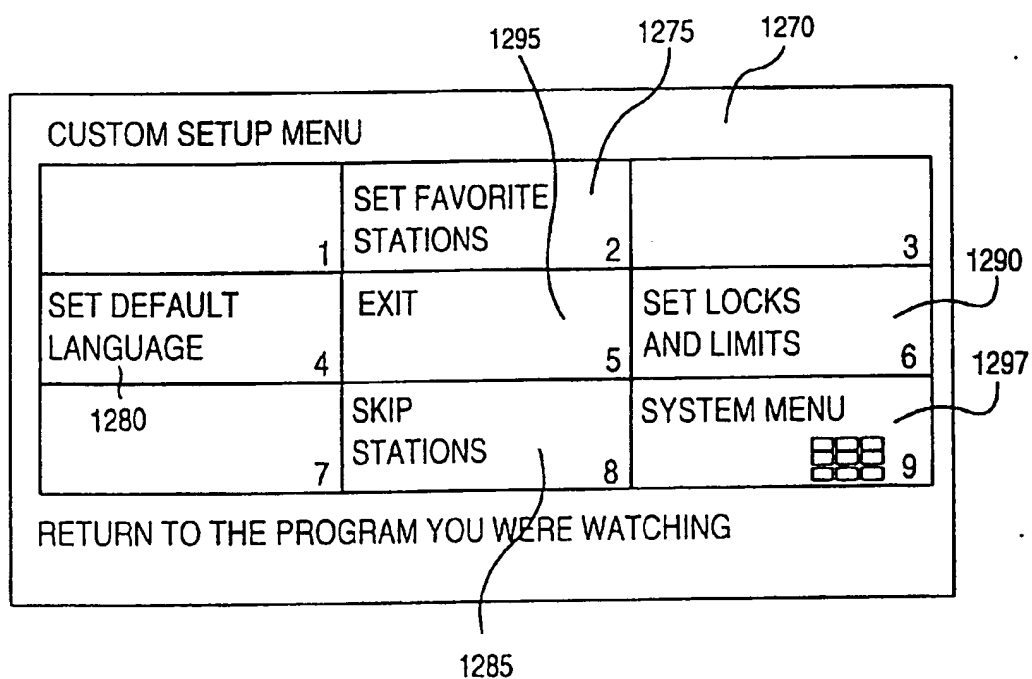 1295
1275
1270
CUSTOM SETUP MENU
1
SET FAVORITE
STATIONS 2
3
1290
SET DEFAULT
LANGUAGE 4
EXIT
5
SET LOCKS
AND LIMITS 6
1297
1280
7
SKIP
STATIONS 8
SYSTEM MENU
9
RETURN TO THE PROGRAM YOU WERE WATCHING
1285